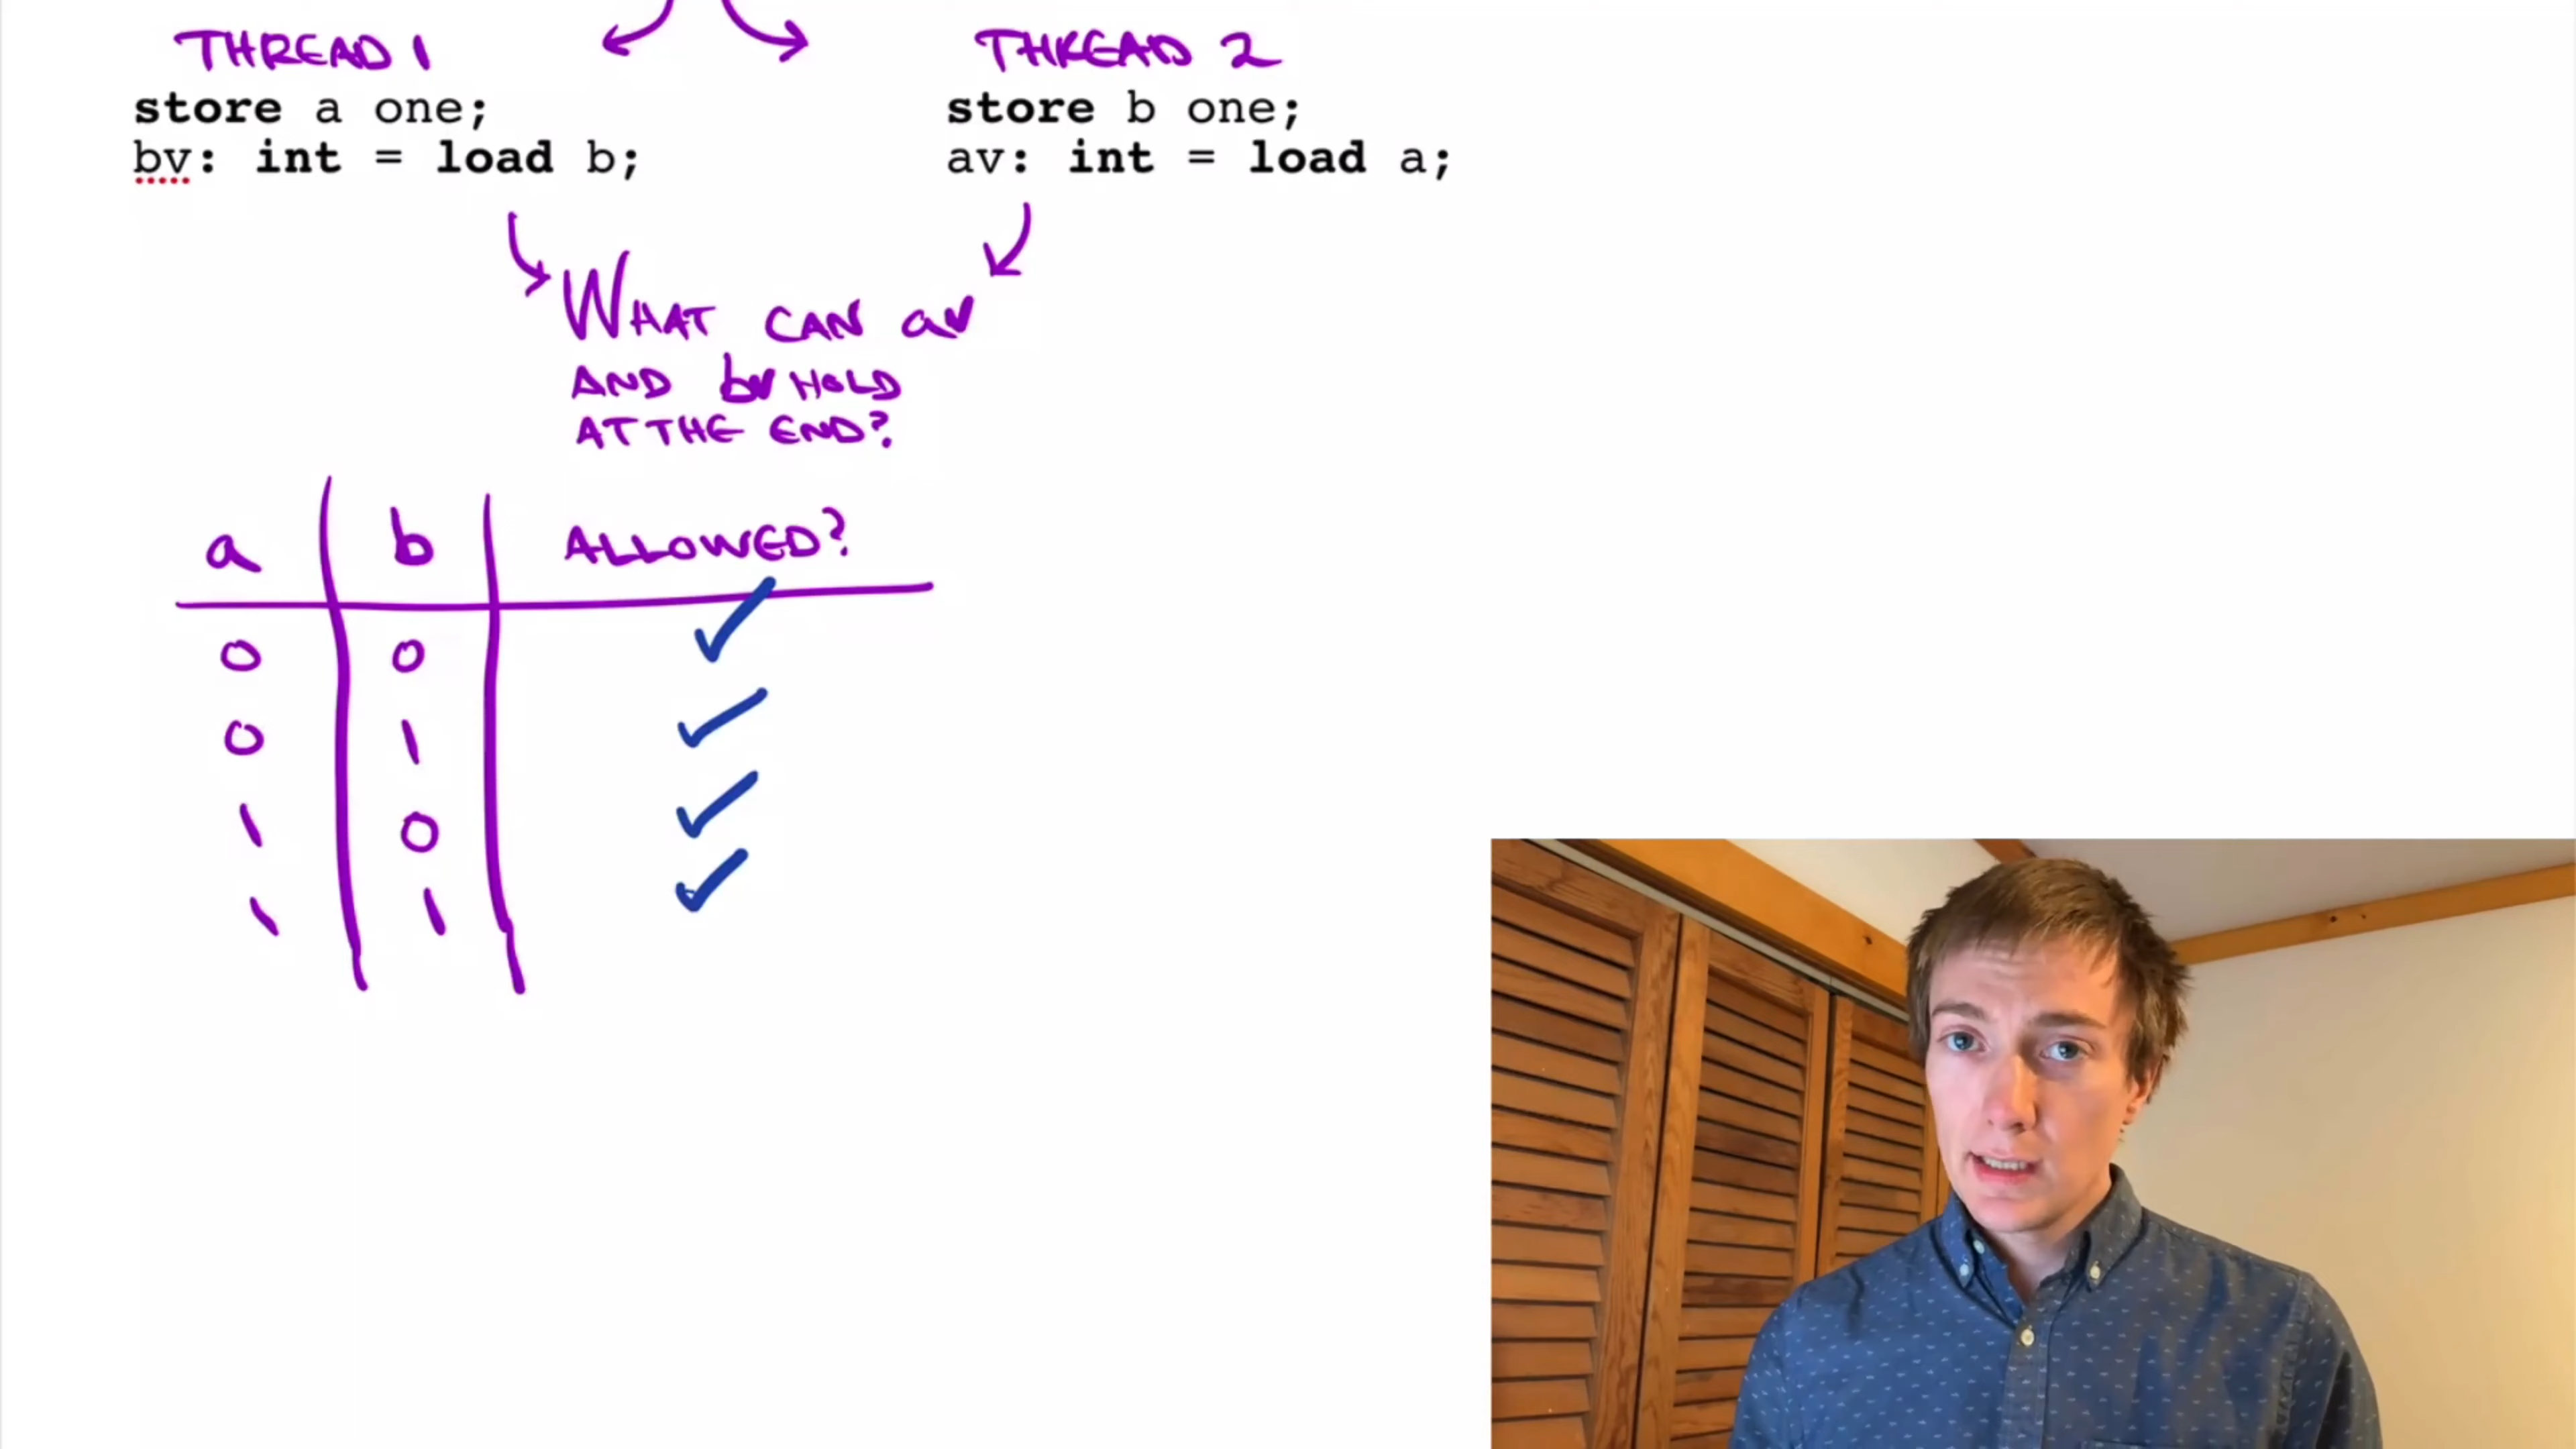 THREAD 1
store a one;
bv: int = load b;
THREAD 2
store b one;
av: int = load a;
WHAT CAN av
AND bv HOLD
AT THE END?
a b ALLOWED?
0 0 ✓
0 1 ✓
1 0 ✓
1 1 ✓